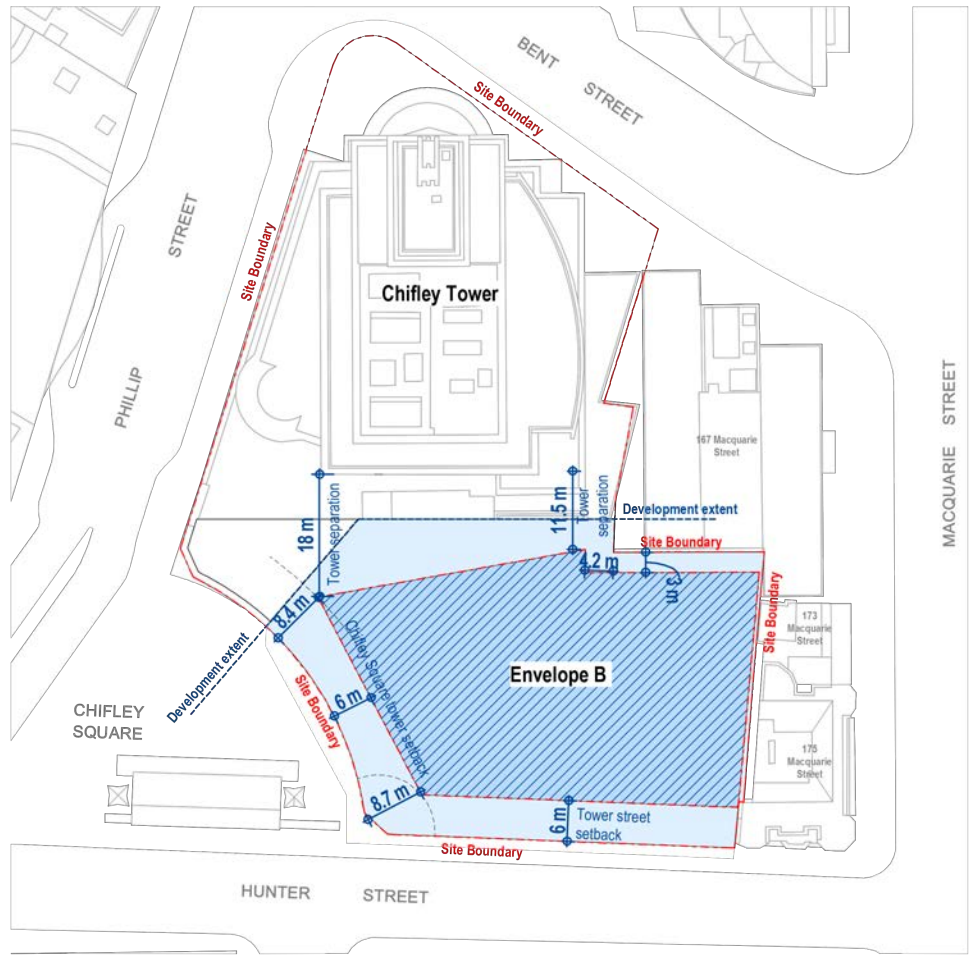 BENT
STREET
Site Boundary
STREET
Site Boundary
Chifley Tower
PHILLIP
MACQUARIE STREET
167 Macquarie
Street
18 m
Tower separation
11.5 m
Tower
separation
Development extent
Site Boundary
4.2 m
3 m
8.4 m
Chifley Square tower setback
173
Macquarie
Street
Site Boundary
Development extent
Envelope B
6 m
Site Boundary
CHIFLEY
SQUARE
175
Macquarie
Street
8.7 m
6 m
Tower street
setback
Site Boundary
HUNTER STREET